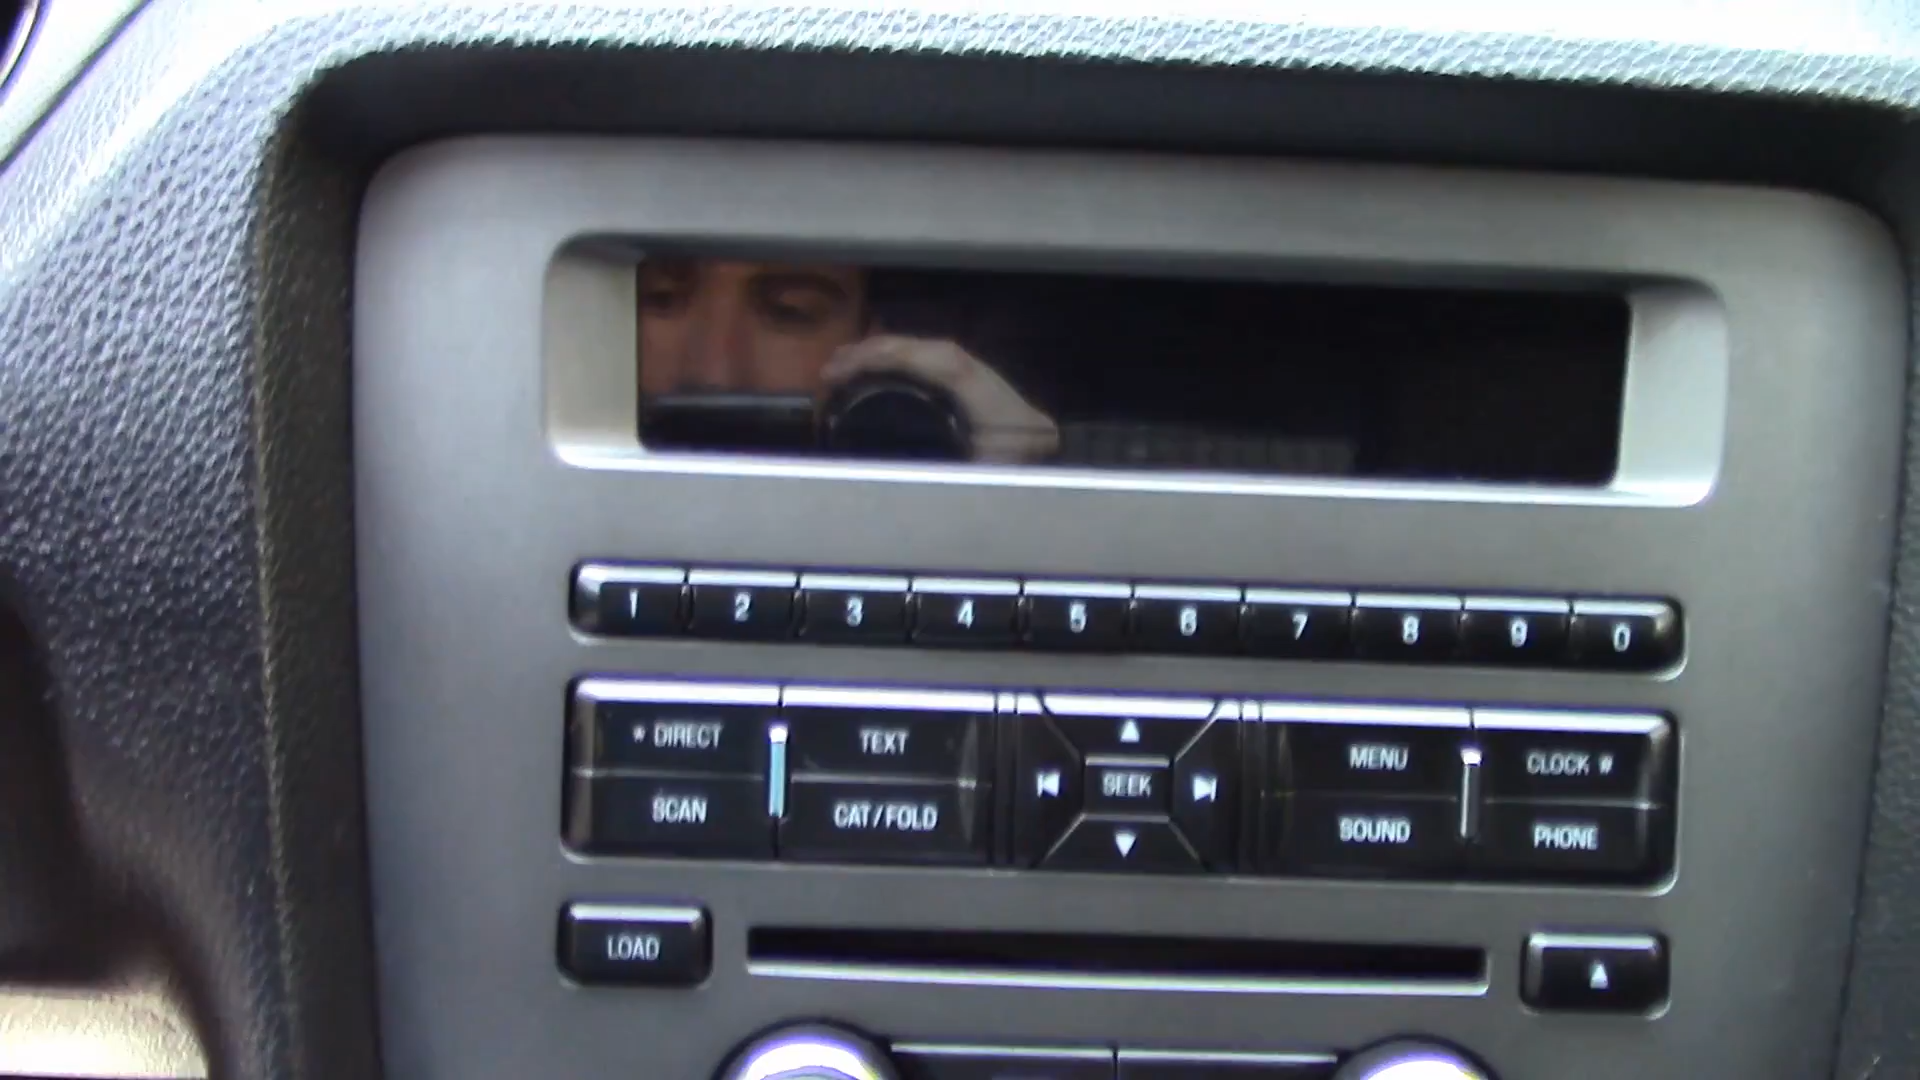 1 2 3 4 5 6 7 8 9 0
* DIRECT TEXT MENU CLOCK #
SEEK
SCAN CAT/FOLD SOUND PHONE
LOAD